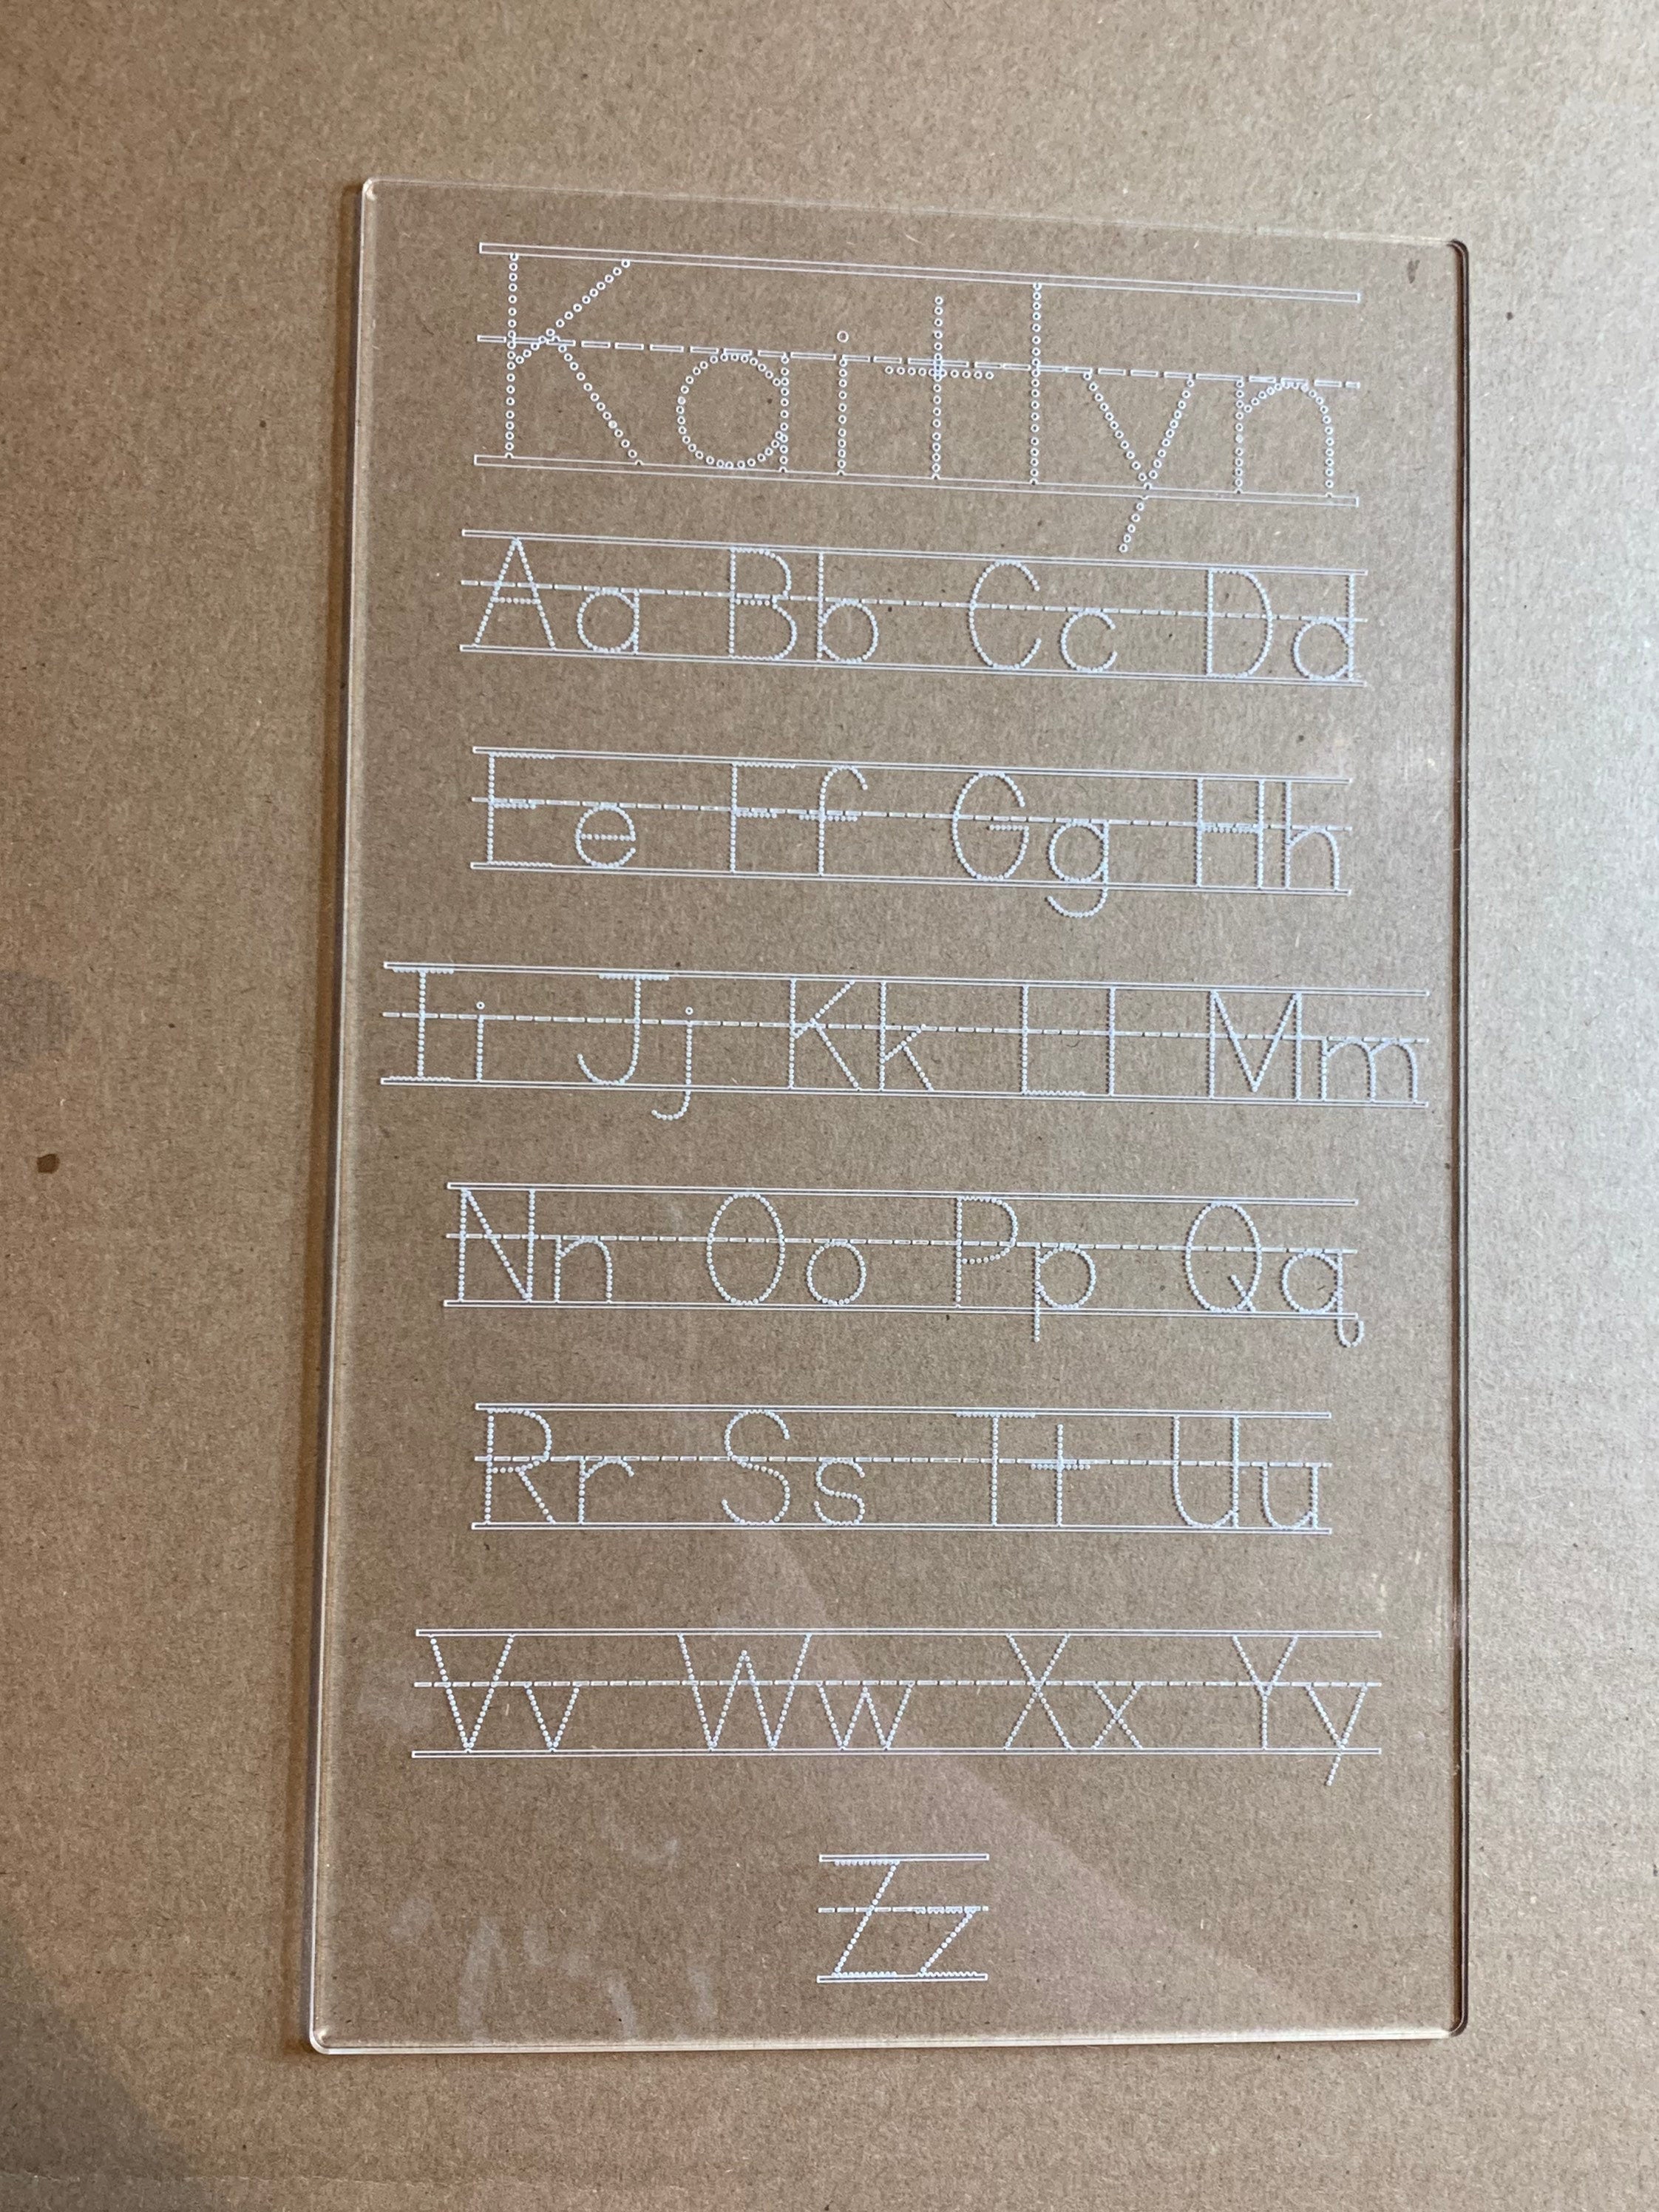 Kaitlyn
Aa Bb Cc Dd
Ee Ff Gg Hh
Ii Jj Kk Ll Mm
Nn Oo Pp Qq
Rr Ss Tt Uu
Vv Ww Xx Yy
Zz